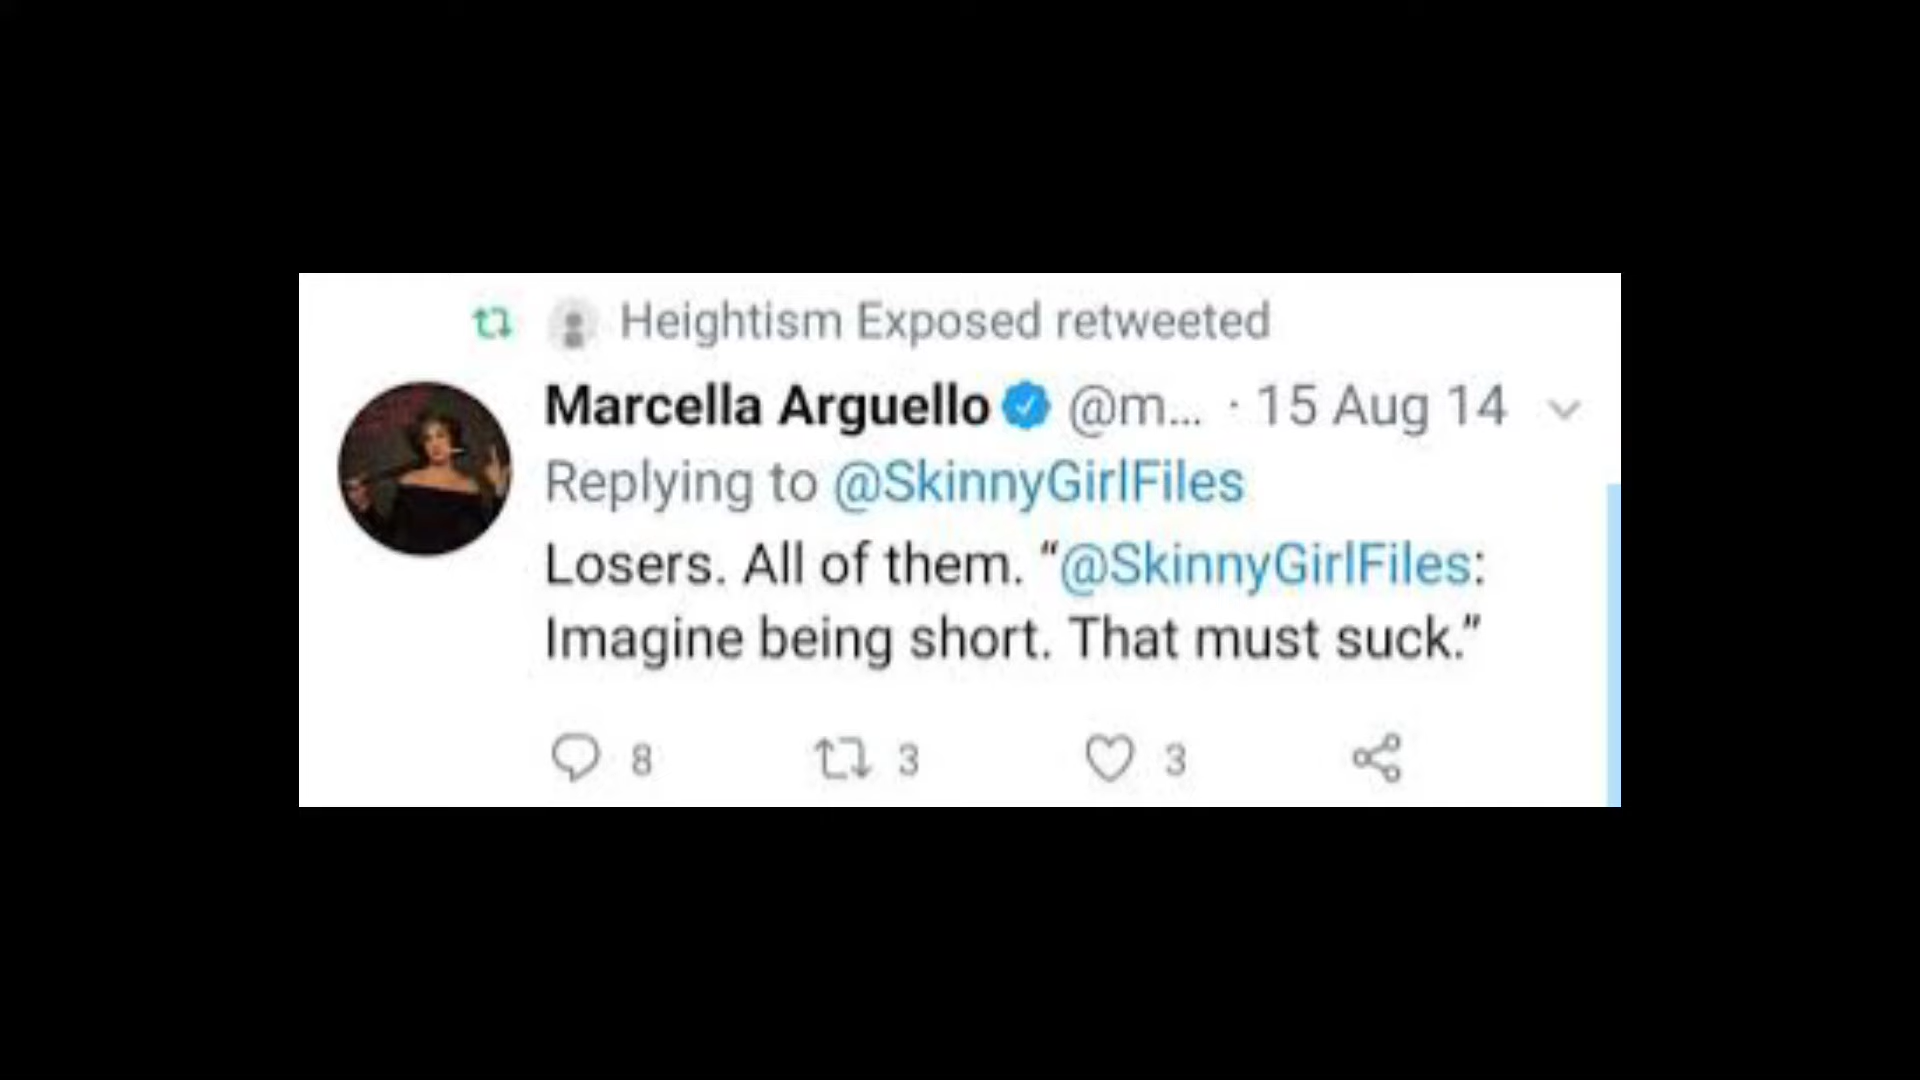 Heightism Exposed retweeted
Marcella Arguello @m... · 15 Aug 14
Replying to @SkinnyGirlFiles
Losers. All of them. “@SkinnyGirlFiles:
Imagine being short. That must suck.”
8 3 3